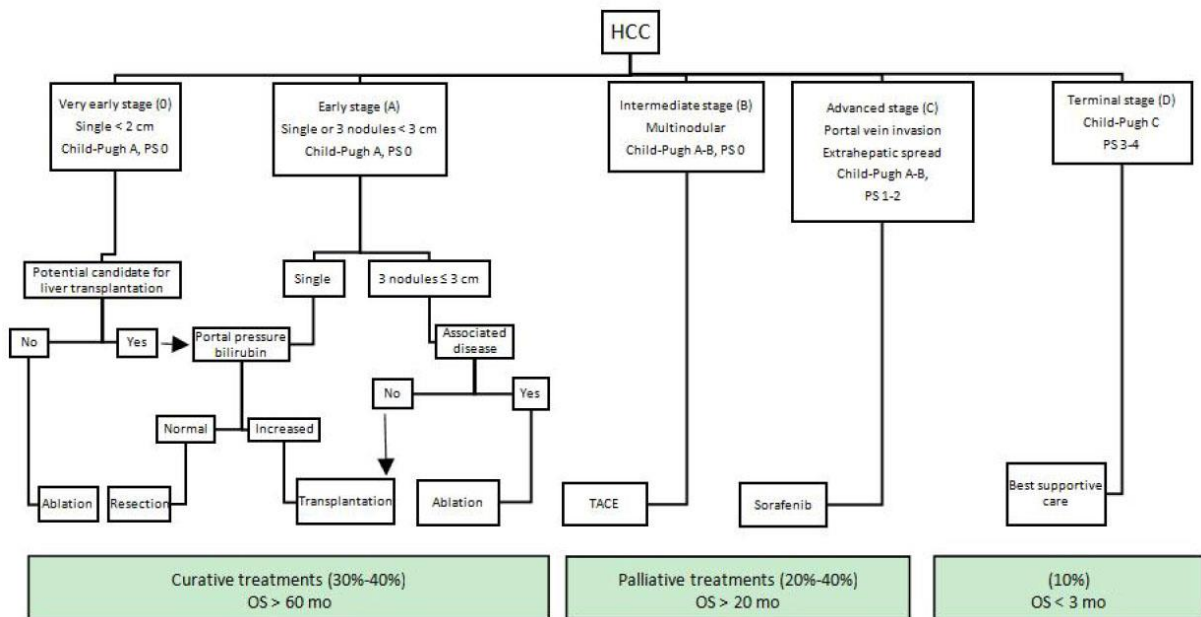 HCC
Very early stage (0)
Single < 2 cm
Child-Pugh A, PS 0
Early stage (A)
Single or 3 nodules < 3 cm
Child-Pugh A, PS 0
Intermediate stage (B)
Multinodular
Child-Pugh A-B, PS 0
Advanced stage (C)
Portal vein invasion
Extrahepatic spread
Child-Pugh A-B,
PS 1-2
Terminal stage (D)
Child-Pugh C
PS 3-4
Potential candidate for
liver transplantation
Single
3 nodules ≤ 3 cm
No
Yes
Portal pressure
bilirubin
Associated
disease
No
Yes
Normal
Increased
Ablation
Resection
Transplantation
Ablation
TACE
Sorafenib
Best supportive
care
Curative treatments (30%-40%)
OS > 60 mo
Palliative treatments (20%-40%)
OS > 20 mo
(10%)
OS < 3 mo